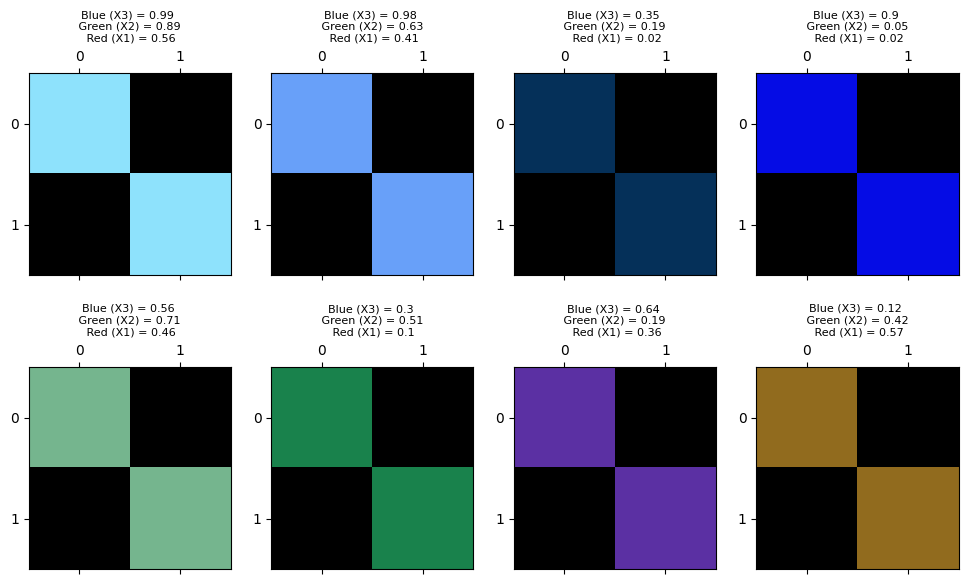 Blue (X3) = 0.99
Green (X2) = 0.89
Red (X1) = 0.56
0 1
0
1
Blue (X3) = 0.98
Green (X2) = 0.63
Red (X1) = 0.41
0 1
0
1
Blue (X3) = 0.35
Green (X2) = 0.19
Red (X1) = 0.02
0 1
0
1
Blue (X3) = 0.9
Green (X2) = 0.05
Red (X1) = 0.02
0 1
0
1
Blue (X3) = 0.56
Green (X2) = 0.71
Red (X1) = 0.46
0 1
0
1
Blue (X3) = 0.3
Green (X2) = 0.51
Red (X1) = 0.1
0 1
0
1
Blue (X3) = 0.64
Green (X2) = 0.19
Red (X1) = 0.36
0 1
0
1
Blue (X3) = 0.12
Green (X2) = 0.42
Red (X1) = 0.57
0 1
0
1